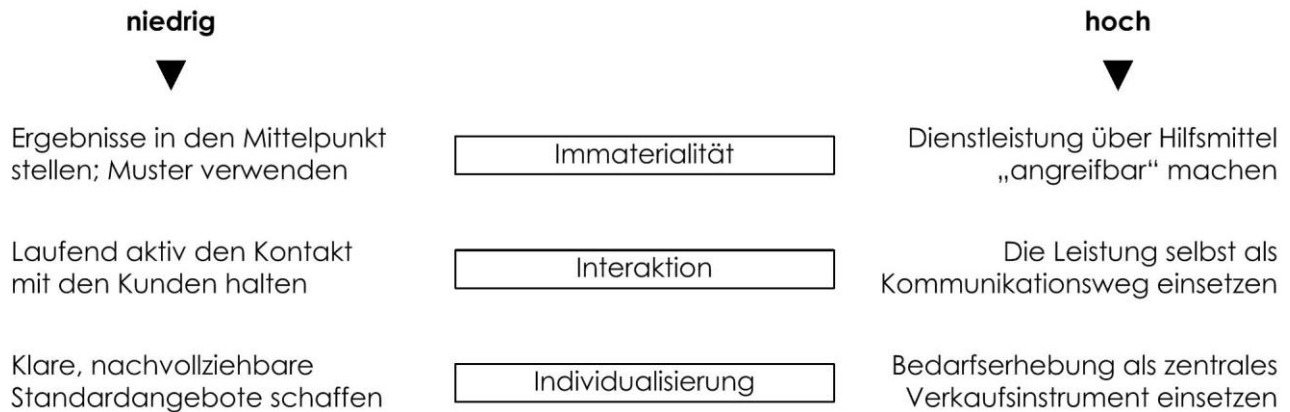 niedrig
hoch
Ergebnisse in den Mittelpunkt
stellen; Muster verwenden
Immaterialität
Dienstleistung über Hilfsmittel
„angreifbar“ machen
Laufend aktiv den Kontakt
mit den Kunden halten
Interaktion
Die Leistung selbst als
Kommunikationsweg einsetzen
Klare, nachvollziehbare
Standardangebote schaffen
Individualisierung
Bedarfserhebung als zentrales
Verkaufsinstrument einsetzen